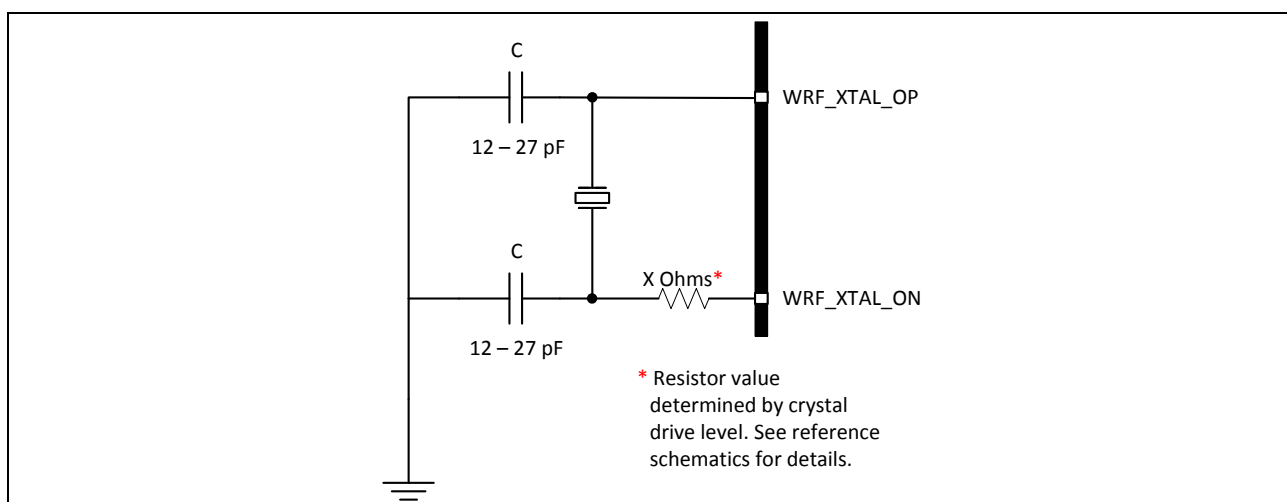 C
WRF_XTAL_OP
12 – 27 pF
C
X Ohms*
WRF_XTAL_ON
12 – 27 pF
* Resistor value
determined by crystal
drive level. See reference
schematics for details.